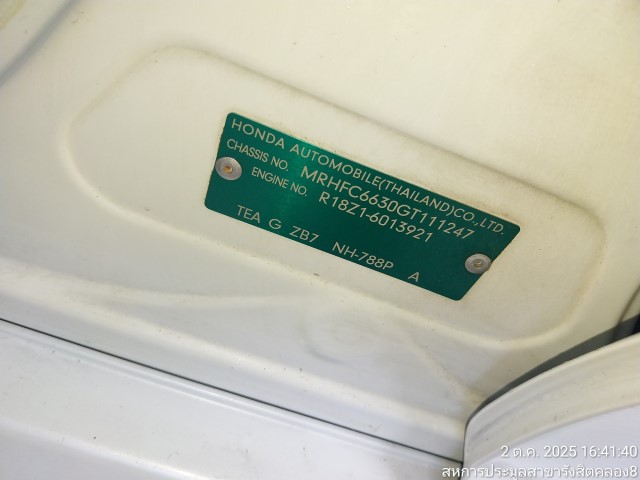 HONDA AUTOMOBILE(THAILAND)CO.,LTD.
CHASSIS NO. MRHFC6630GT111247
ENGINE NO. R18Z1-6013921
TEA G ZB7 NH-788P A
2 ต.ค. 2025 16:41:40
สหการประมูลสาขารังสิตคลอง8